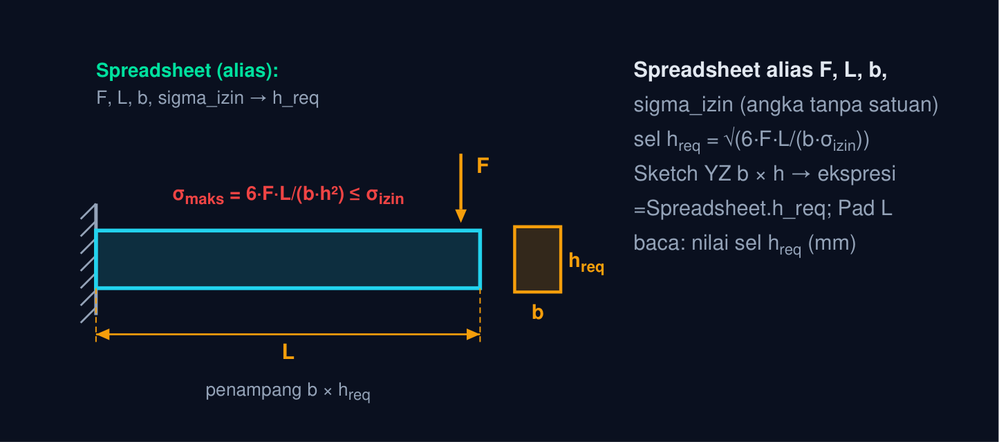 Spreadsheet (alias):
F, L, b, sigma_izin → h_req
σmaks = 6·F·L/(b·h²) ≤ σizin
F
hreq
b
L
penampang b × hreq
Spreadsheet alias F, L, b,
sigma_izin (angka tanpa satuan)
sel hreq = √(6·F·L/(b·σizin))
Sketch YZ b × h → ekspresi
=Spreadsheet.h_req; Pad L
baca: nilai sel hreq (mm)